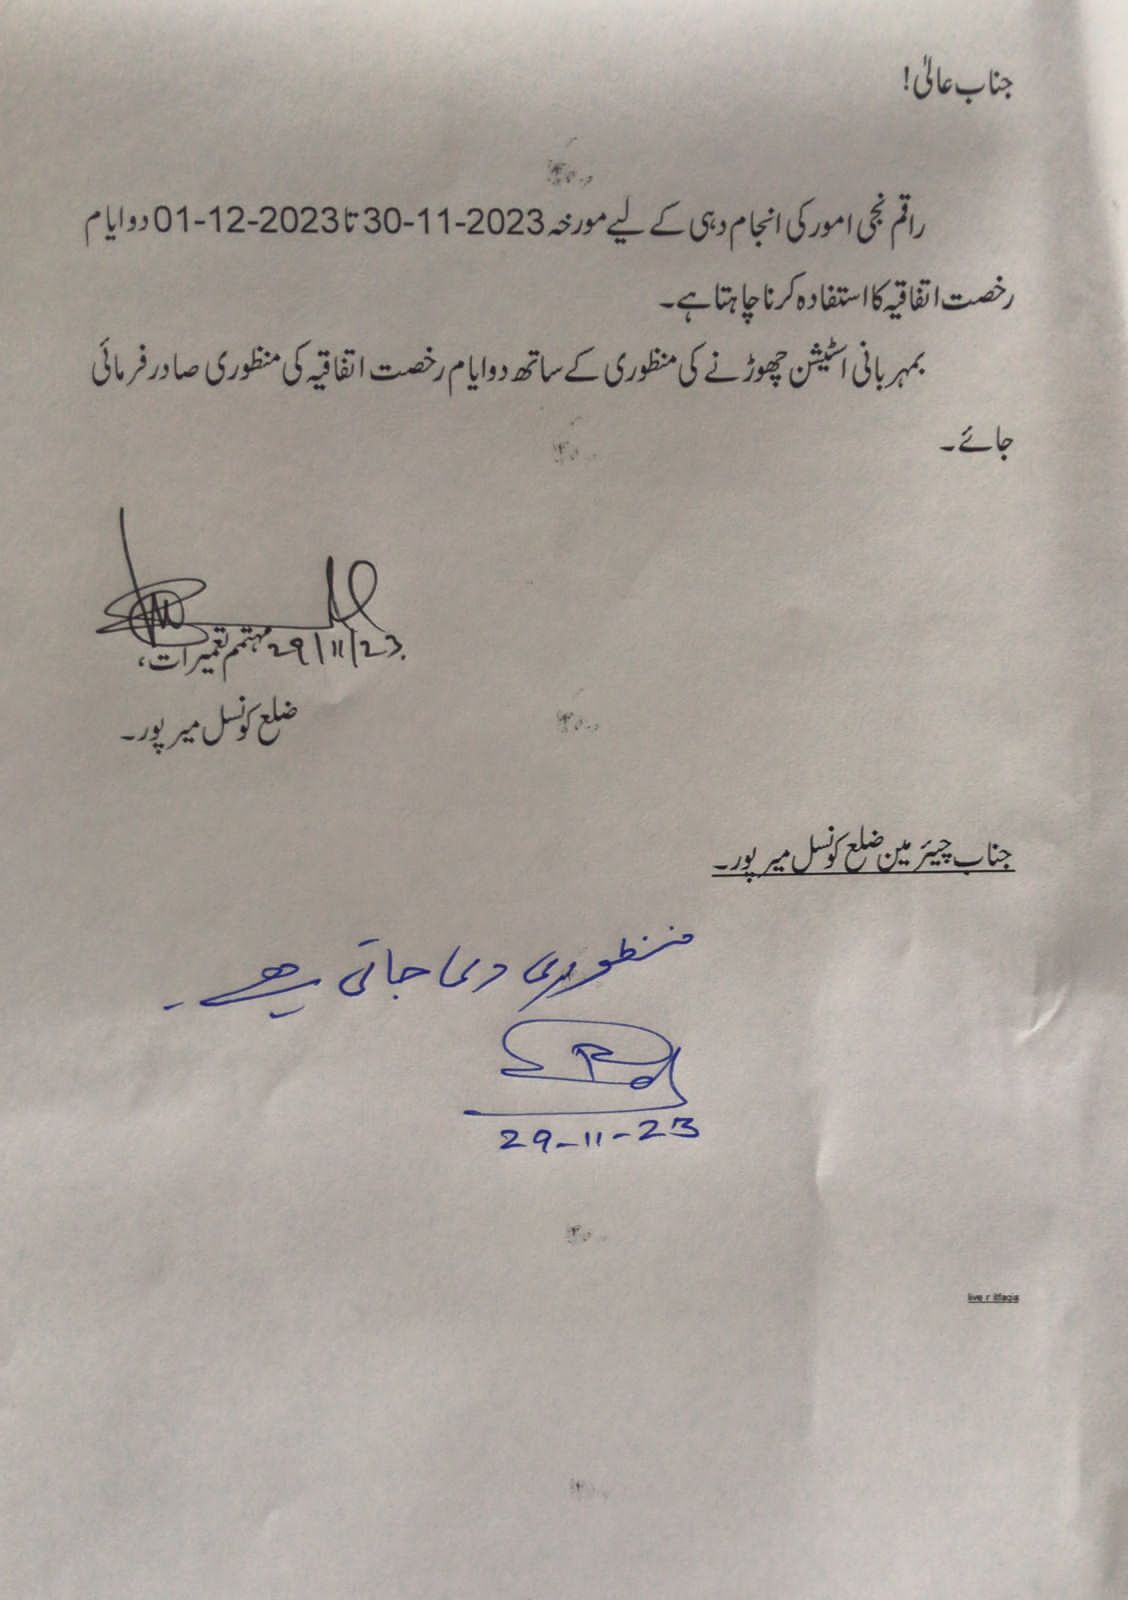 جناب عالیٰ!
راقم نجی امور کی انجام دہی کے لیے مورخہ 30-11-2023 تا 01-12-2023 دو ایام
رخصت اتفاقیہ کا استفادہ کرنا چاہتا ہے۔
بمہربانی اسٹیشن چھوڑنے کی منظوری کے ساتھ دو ایام رخصت اتفاقیہ کی منظوری صادر فرمائی
جائے۔
29/11/23
مہتمم تعمیرات،
ضلع کونسل میرپور۔
جناب چیئرمین ضلع کونسل میرپور۔
منظوری دی جاتی ہے۔
29-11-23
live r itfaqia